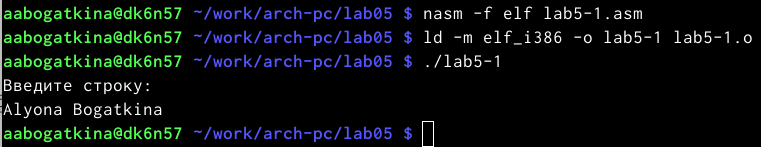 aabogatkina@dk6n57 ~/work/arch-pc/lab05 $ nasm -f elf lab5-1.asm
aabogatkina@dk6n57 ~/work/arch-pc/lab05 $ ld -m elf_i386 -o lab5-1 lab5-1.o
aabogatkina@dk6n57 ~/work/arch-pc/lab05 $ ./lab5-1
Введите строку:
Alyona Bogatkina
aabogatkina@dk6n57 ~/work/arch-pc/lab05 $